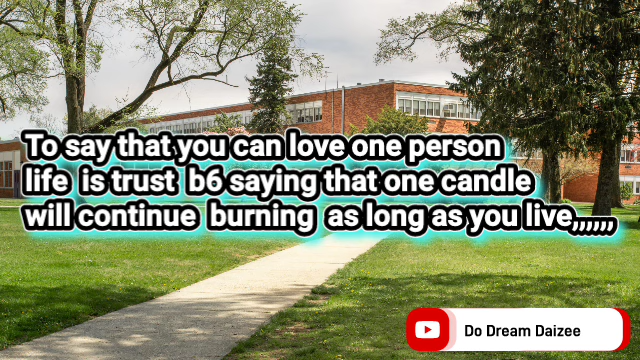 To say that you can love one person
life is trust b6 saying that one candle
will continue burning as long as you live,,,,,,
Do Dream Daizee